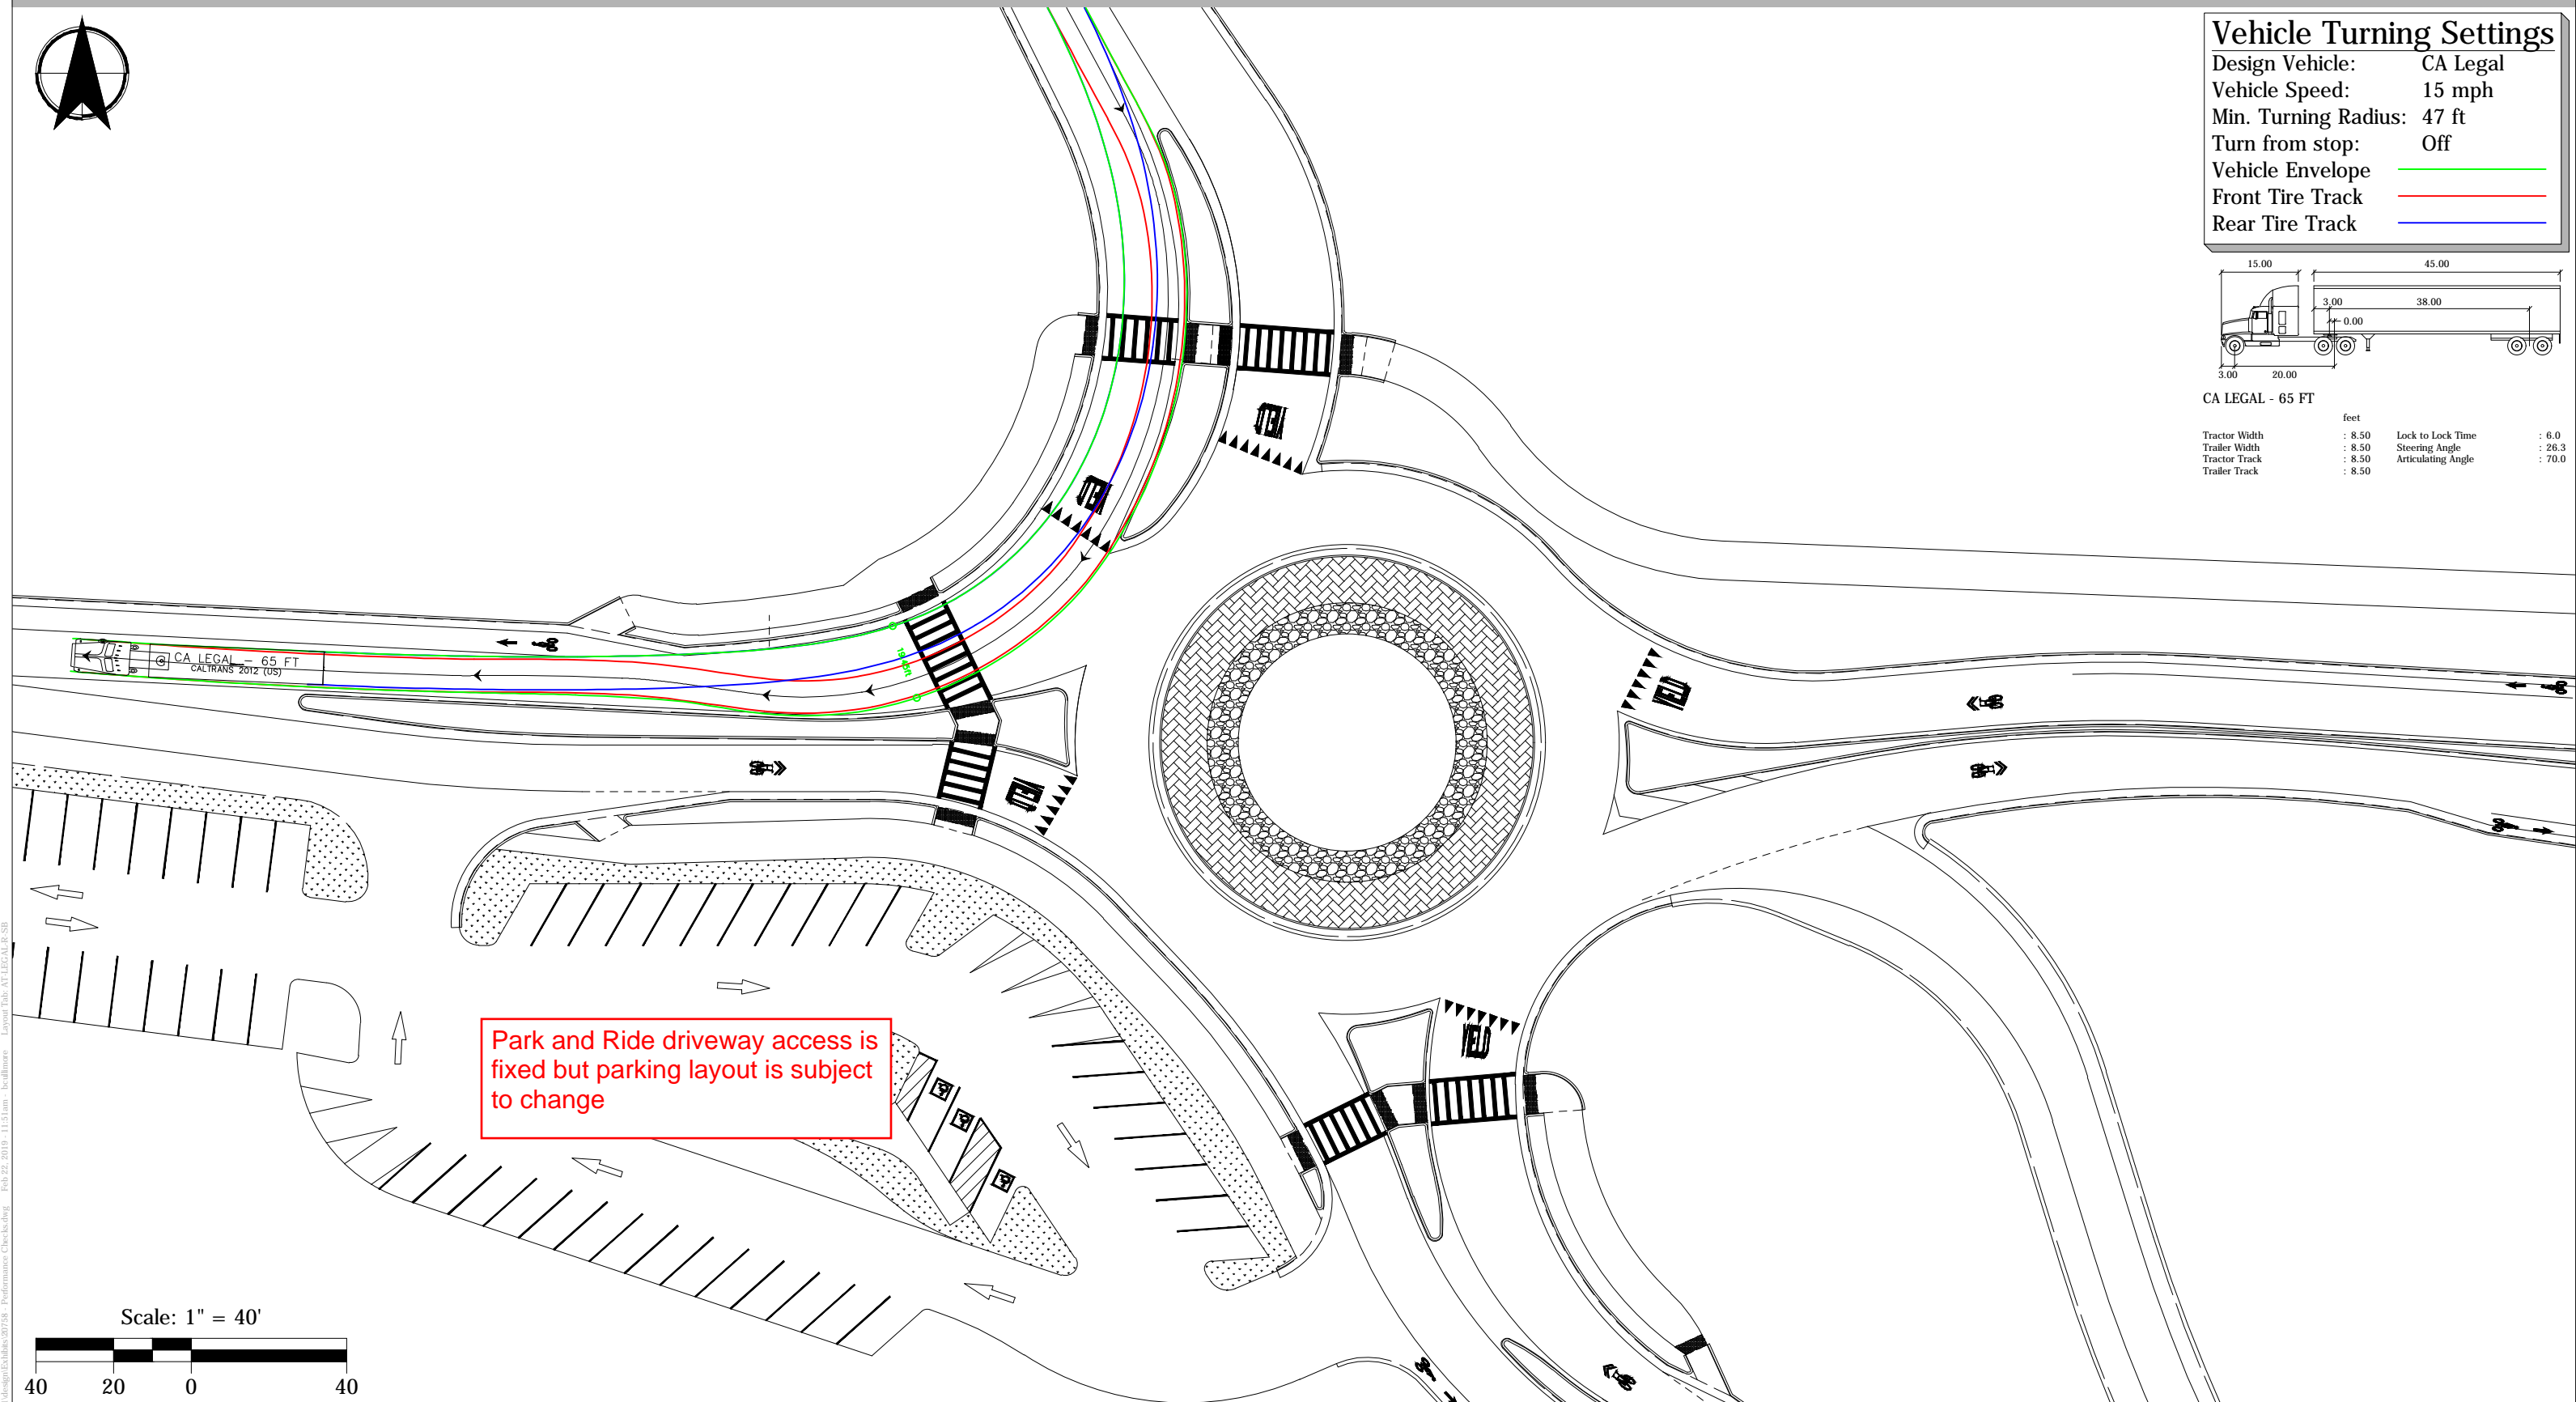 Vehicle Turning Settings
Design Vehicle: CA Legal
Vehicle Speed: 15 mph
Min. Turning Radius: 47 ft
Turn from stop: Off
Vehicle Envelope
Front Tire Track
Rear Tire Track
15.00 45.00
3.00 38.00
0.00
3.00 20.00
CA LEGAL - 65 FT
feet
Tractor Width : 8.50 Lock to Lock Time : 6.0
Trailer Width : 8.50 Steering Angle : 26.3
Tractor Track : 8.50 Articulating Angle : 70.0
Trailer Track : 8.50
CA LEGAL - 65 FT
CALTRANS 2012 (US)
YIELD
YIELD
YIELD
YIELD
YIELD
Park and Ride driveway access is
fixed but parking layout is subject
to change
Scale: 1" = 40'
40 20 0 40